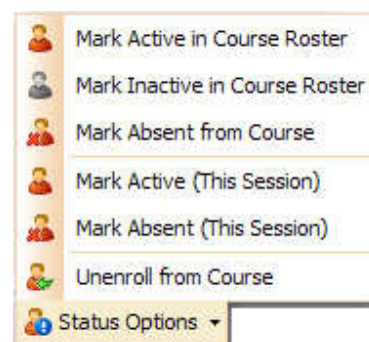 Mark Active in Course Roster
Mark Inactive in Course Roster
Mark Absent from Course
Mark Active (This Session)
Mark Absent (This Session)
Unenroll from Course
Status Options